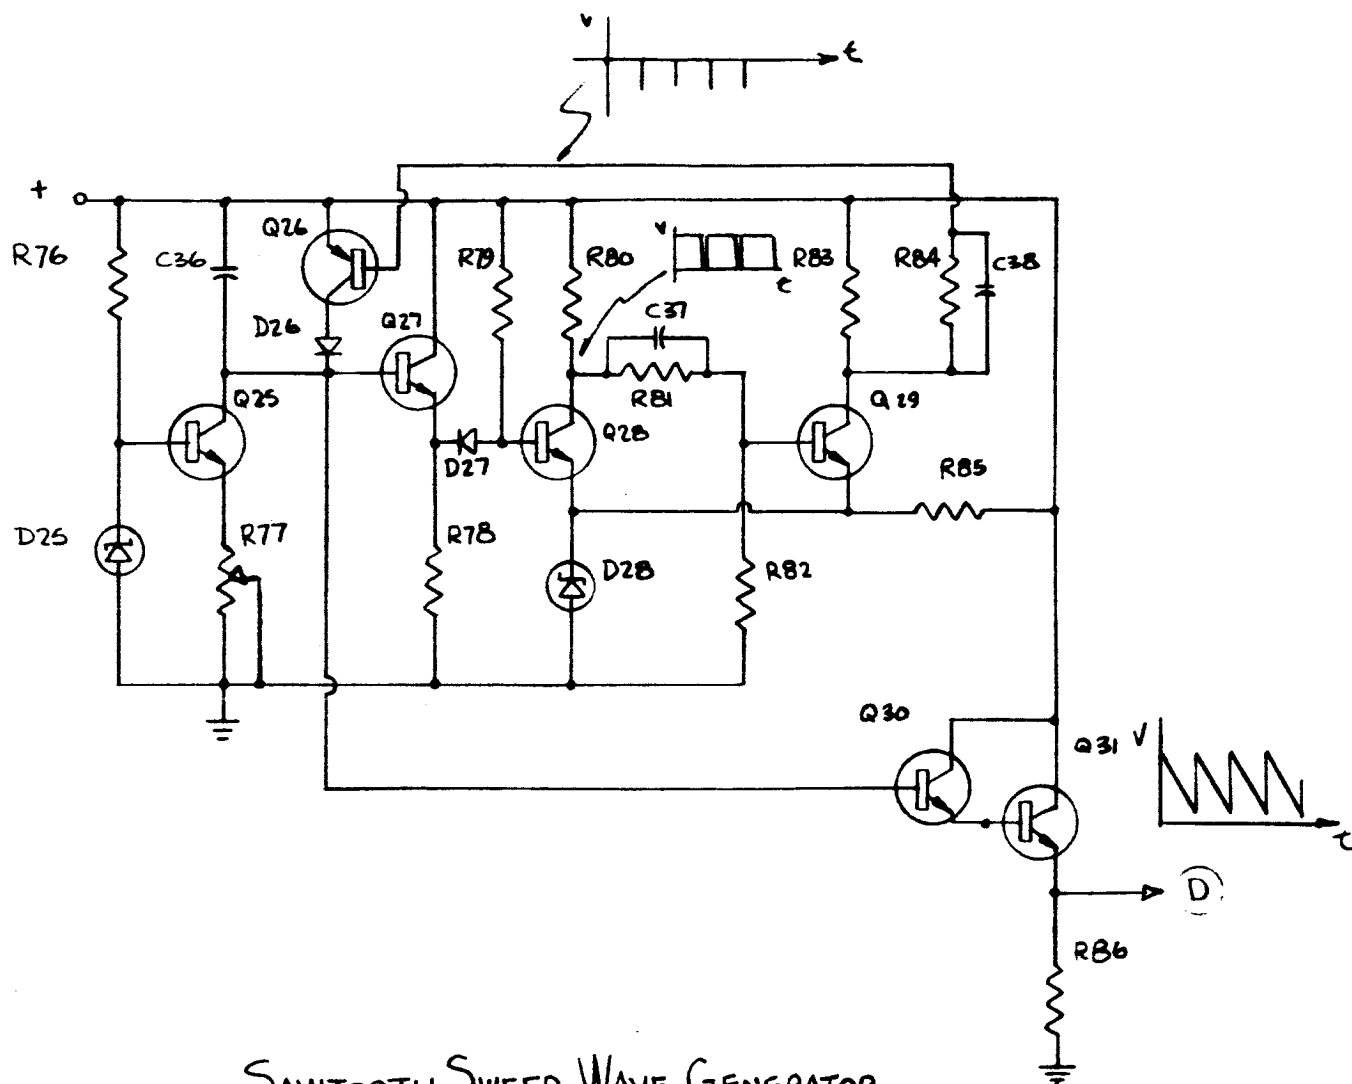 V
t
+
Q26
R76
C36
R79
R80
V
t
R83
R84
C38
D26
Q27
C37
Q25
R81
Q29
Q28
D27
R85
D25
R77
R78
D28
R82
Q30
Q31
V
t
D
R86
SAWTOOTH SWEEP WAVE GENERATOR